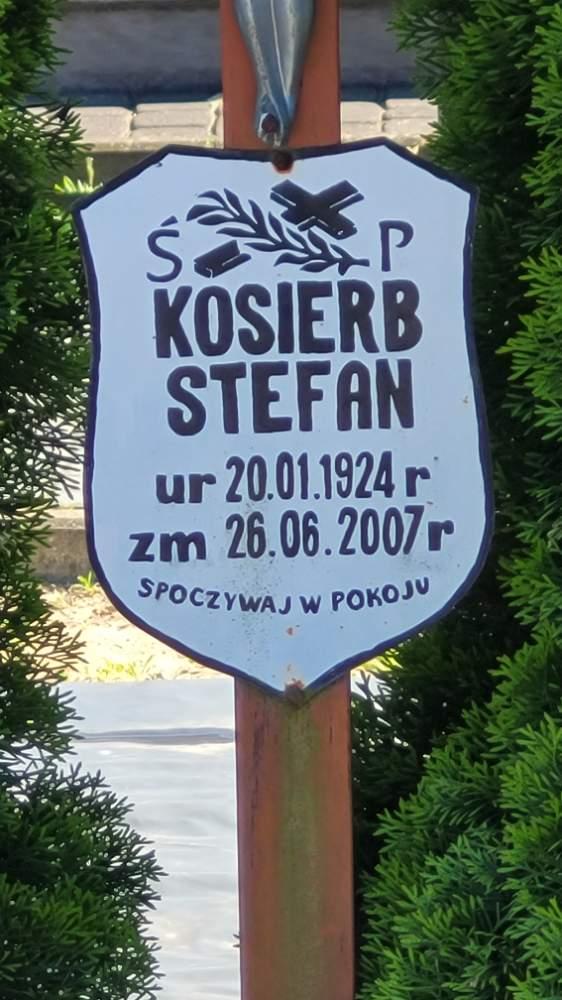 Ś P
KOSIERB
STEFAN
ur 20.01.1924 r
zm 26.06.2007 r
SPOCZYWAJ W POKOJU